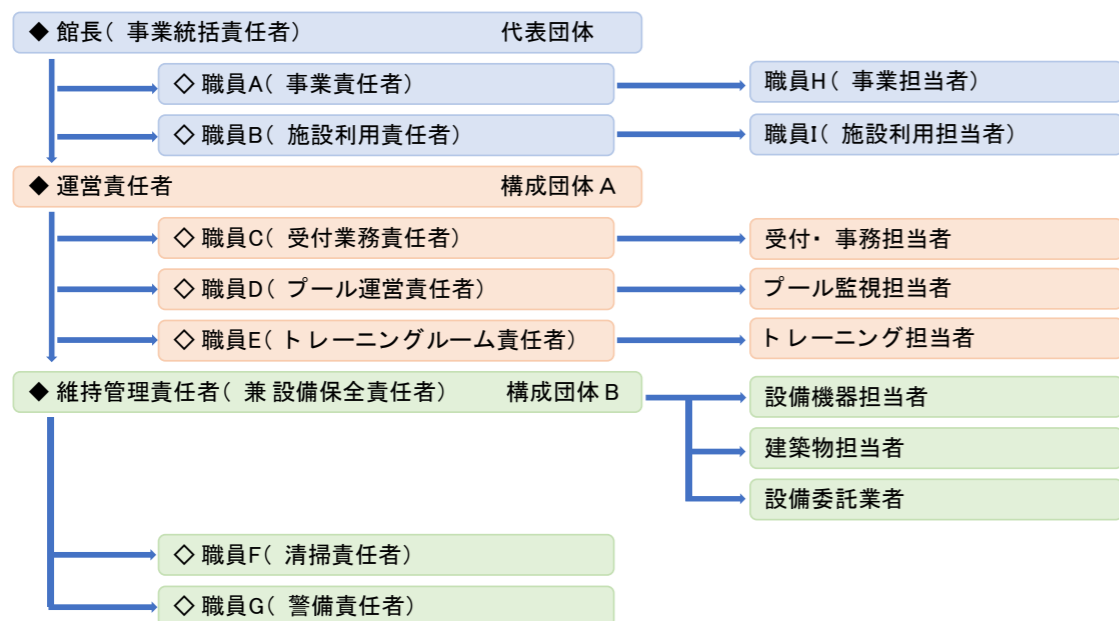 ◆ 館長( 事業統括責任者) 代表団体
◇ 職員A( 事業責任者) 職員H( 事業担当者)
◇ 職員B( 施設利用責任者) 職員I( 施設利用担当者)
◆ 運営責任者 構成団体 A
◇ 職員C( 受付業務責任者) 受付・ 事務担当者
◇ 職員D( プール運営責任者) プール監視担当者
◇ 職員E( トレーニングルーム責任者) トレーニング担当者
◆ 維持管理責任者( 兼 設備保全責任者) 構成団体 B
設備機器担当者
建築物担当者
設備委託業者
◇ 職員F( 清掃責任者)
◇ 職員G( 警備責任者)